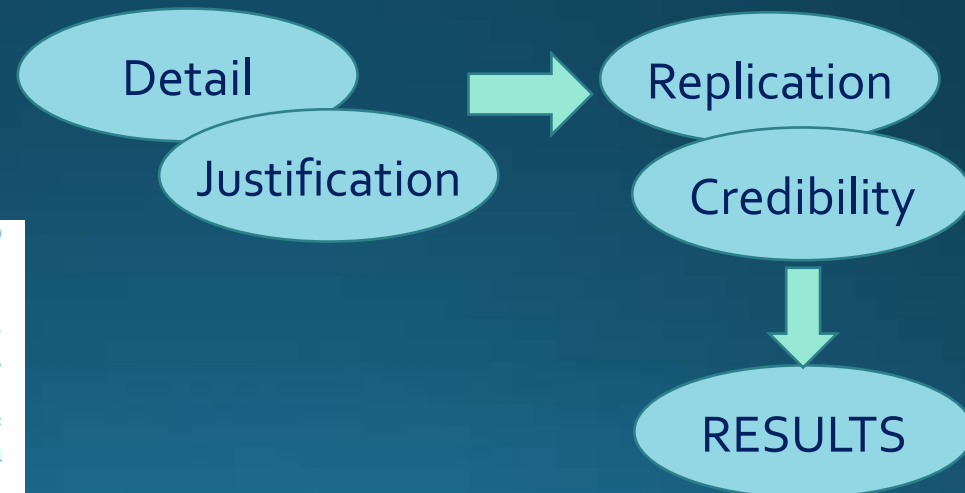 Detail
Replication
Justification
Credibility
RESULTS